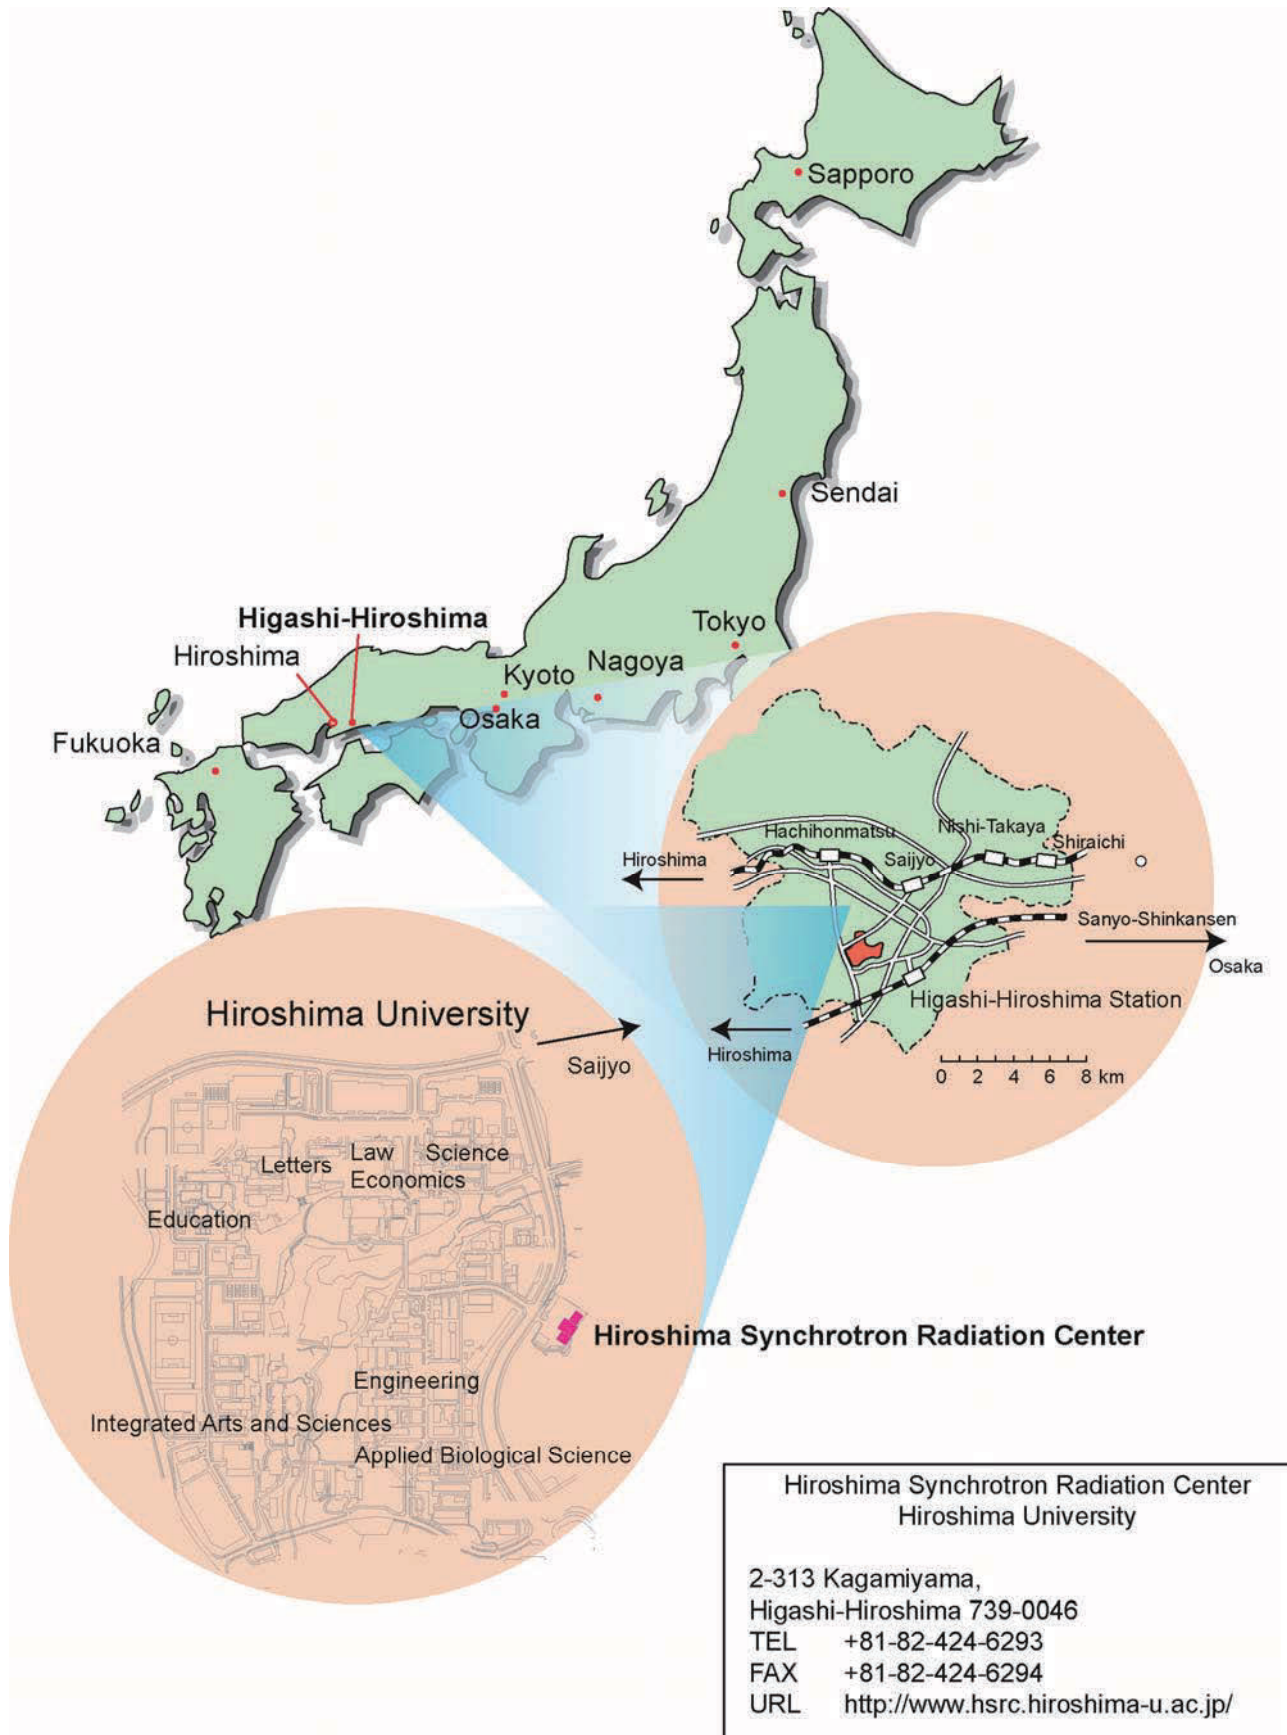 Sapporo
Sendai
Higashi-Hiroshima
Hiroshima
Tokyo
Kyoto
Nagoya
Osaka
Fukuoka
Hachihonmatsu
Nishi-Takaya
Shiraichi
Hiroshima
Saijyo
Sanyo-Shinkansen
Osaka
Higashi-Hiroshima Station
Hiroshima
0 2 4 6 8 km
Hiroshima University
Saijyo
Letters
Law
Economics
Science
Education
Hiroshima Synchrotron Radiation Center
Engineering
Integrated Arts and Sciences
Applied Biological Science
Hiroshima Synchrotron Radiation Center
Hiroshima University
2-313 Kagamiyama,
Higashi-Hiroshima 739-0046
TEL +81-82-424-6293
FAX +81-82-424-6294
URL http://www.hsrc.hiroshima-u.ac.jp/